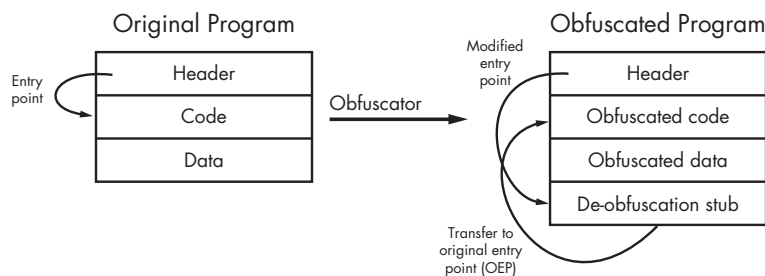 Original Program
Entry
point
Header
Code
Data
Obfuscator
Obfuscated Program
Modified
entry
point
Header
Obfuscated code
Obfuscated data
De-obfuscation stub
Transfer to
original entry
point (OEP)